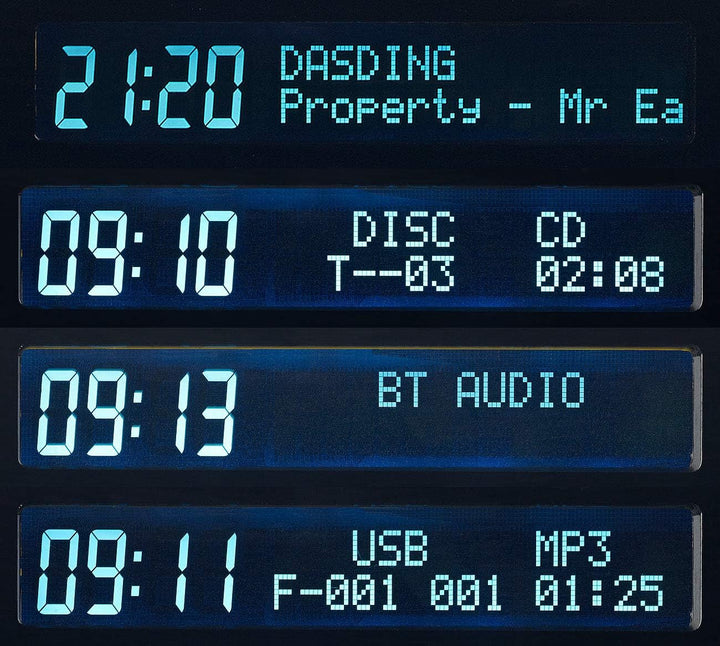 21:20 DASDING
Property - Mr Ea
09:10 DISC CD
T--03 02:08
09:13 BT AUDIO
09:11 USB MP3
F-001 001 01:25